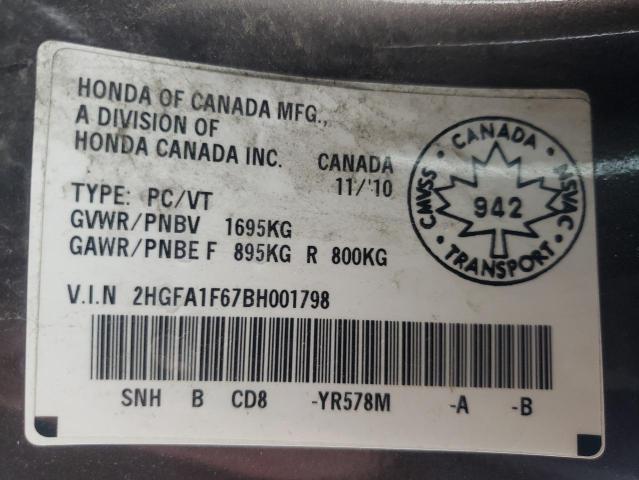 HONDA OF CANADA MFG.,
A DIVISION OF
HONDA CANADA INC. CANADA
11/'10
TYPE: PC/VT
GVWR/PNBV 1695KG
GAWR/PNBE F 895KG R 800KG
V.I.N 2HGFA1F67BH001798
SNH B CD8 -YR578M -A -B
CANADA
CMVSS · NSVAC
942
TRANSPORT